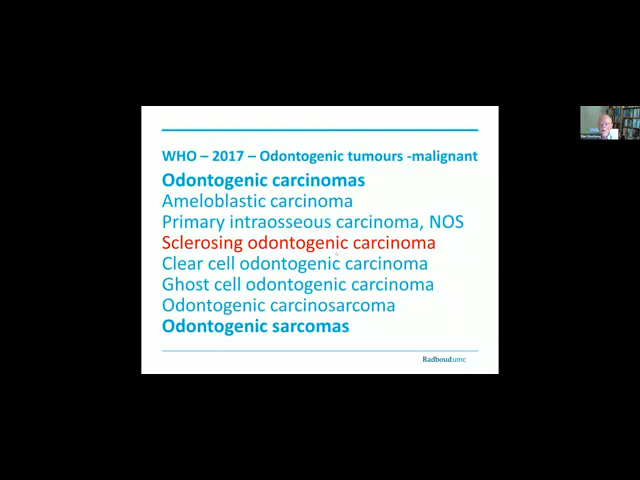 WHO – 2017 – Odontogenic tumours -malignant
Odontogenic carcinomas
Ameloblastic carcinoma
Primary intraosseous carcinoma, NOS
Sclerosing odontogenic carcinoma
Clear cell odontogenic carcinoma
Ghost cell odontogenic carcinoma
Odontogenic carcinosarcoma
Odontogenic sarcomas
Radboudumc